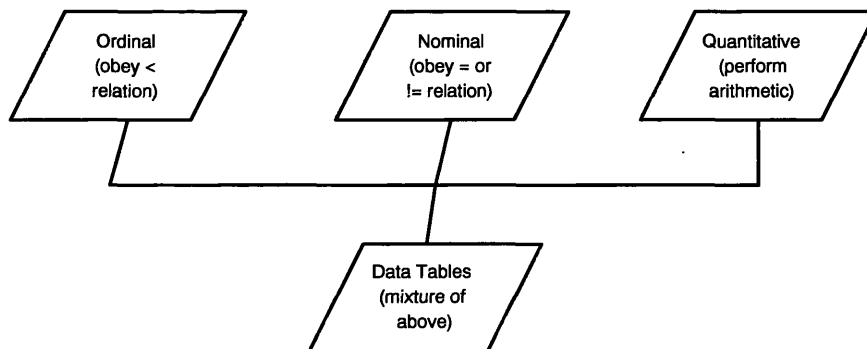 Ordinal
(obey <
relation)
Nominal
(obey = or
!= relation)
Quantitative
(perform
arithmetic)
Data Tables
(mixture of
above)